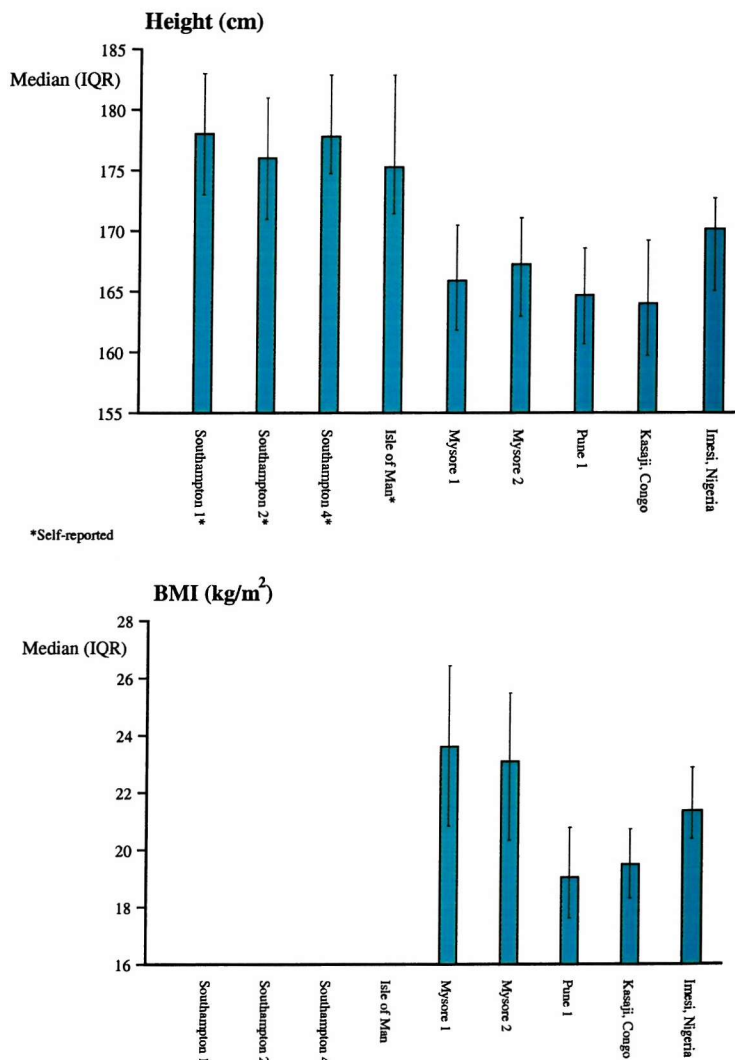 Height (cm)
Median (IQR)
185
180
175
170
165
160
155
Southampton 1*
Southampton 2*
Southampton 4*
Isle of Man*
Mysore 1
Mysore 2
Pune 1
Kasaji, Congo
Imesi, Nigeria
*Self-reported
BMI (kg/m²)
Median (IQR)
28
26
24
22
20
18
16
Southampton 1
Southampton 2
Southampton 4
Isle of Man
Mysore 1
Mysore 2
Pune 1
Kasaji, Congo
Imesi, Nigeria